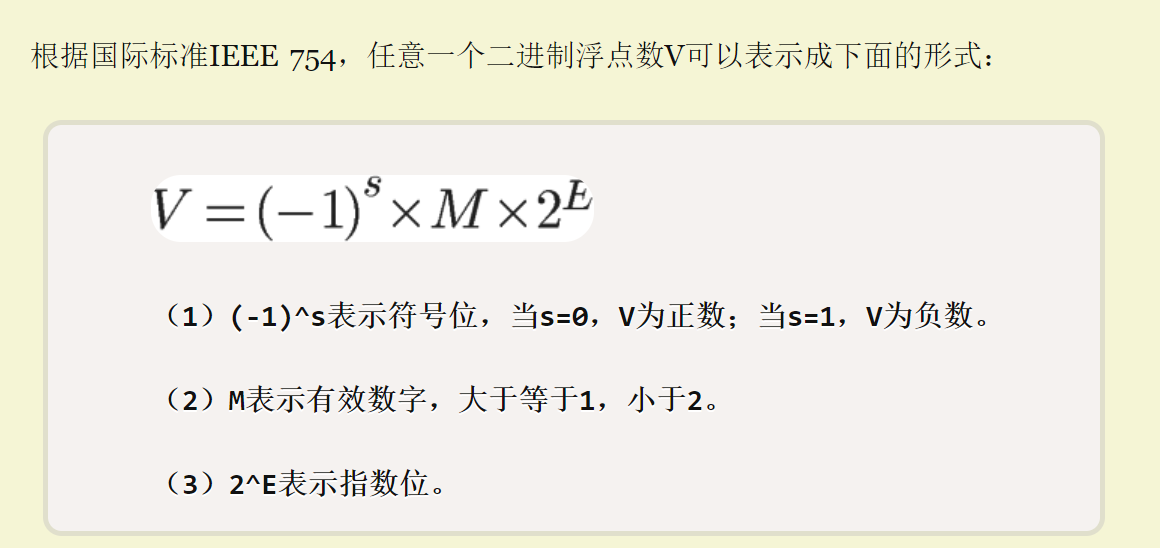 根据国际标准IEEE 754，任意一个二进制浮点数V可以表示成下面的形式：
V=(−1)^s×M×2^E
（1）(-1)^s表示符号位，当s=0，V为正数；当s=1，V为负数。
（2）M表示有效数字，大于等于1，小于2。
（3）2^E表示指数位。